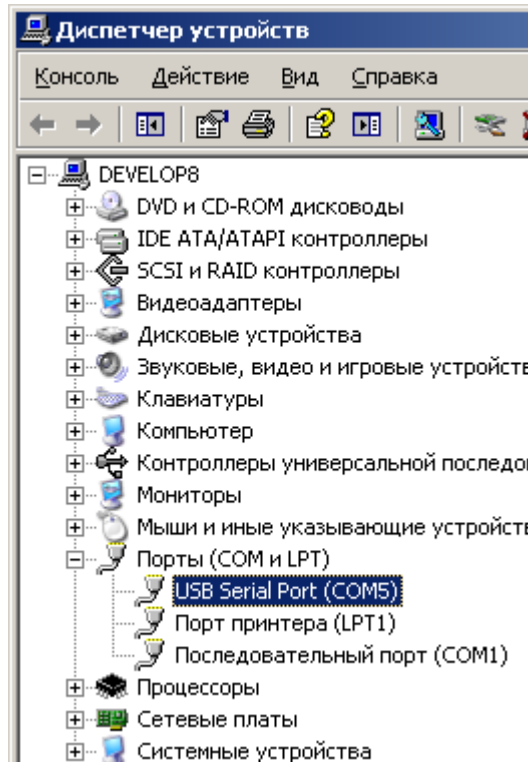 Диспетчер устройств
Консоль Действие Вид Справка
DEVELOP8
DVD и CD-ROM дисководы
IDE ATA/ATAPI контроллеры
SCSI и RAID контроллеры
Видеоадаптеры
Дисковые устройства
Звуковые, видео и игровые устройств
Клавиатуры
Компьютер
Контроллеры универсальной последо
Мониторы
Мыши и иные указывающие устройств
Порты (COM и LPT)
USB Serial Port (COM5)
Порт принтера (LPT1)
Последовательный порт (COM1)
Процессоры
Сетевые платы
Системные устройства